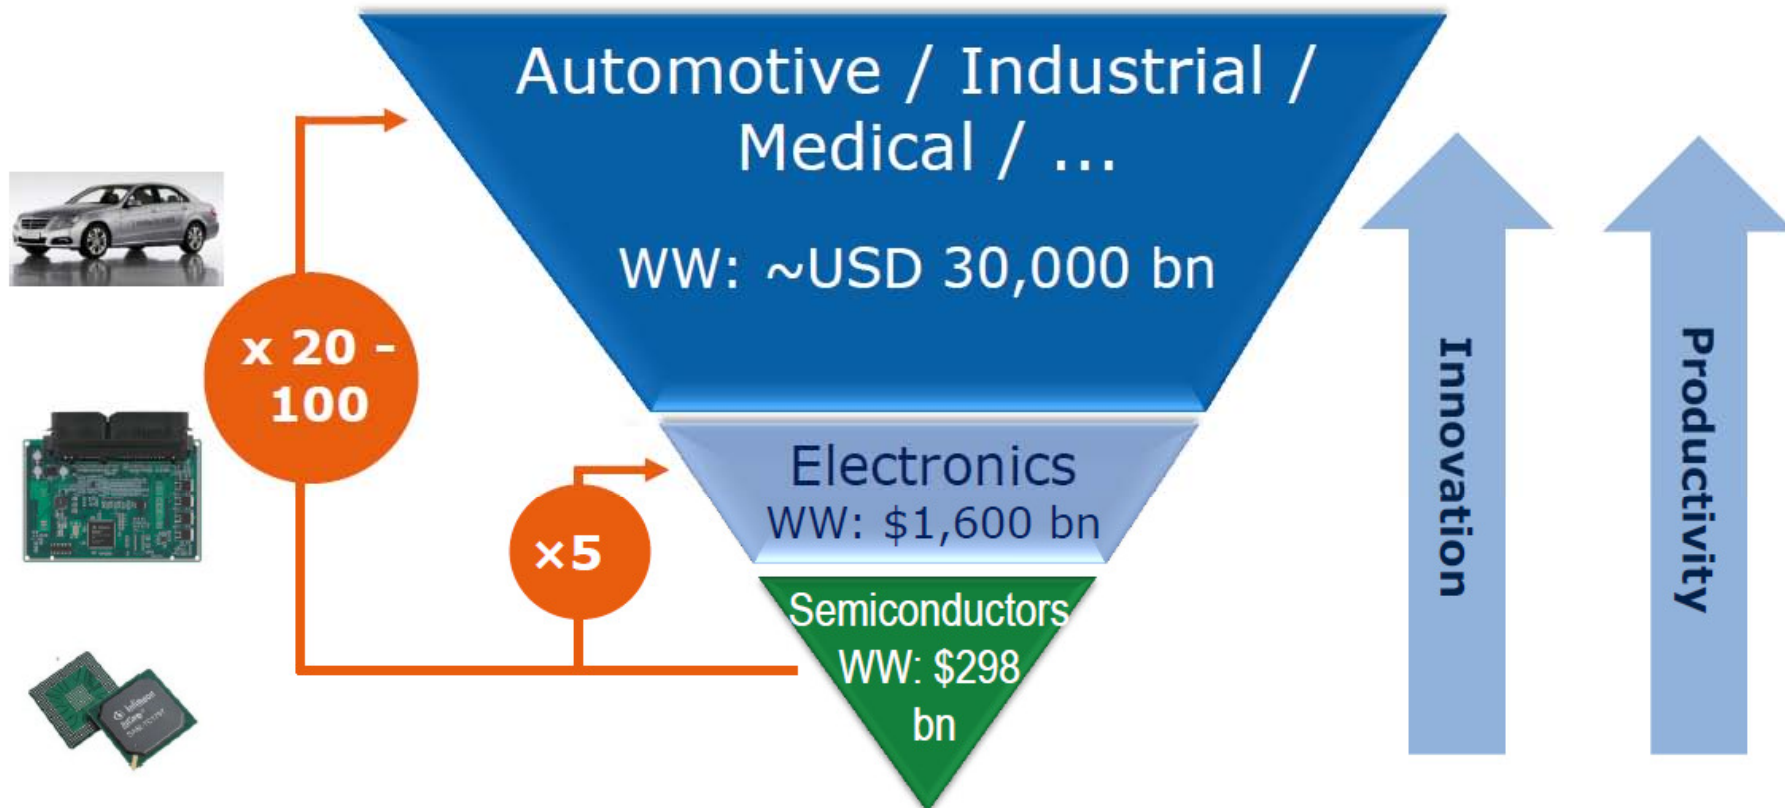 Automotive / Industrial /
Medical / ...
WW: ~USD 30,000 bn
x 20 -
100
Electronics
WW: $1,600 bn
×5
Semiconductors
WW: $298
bn
Innovation
Productivity
infineon